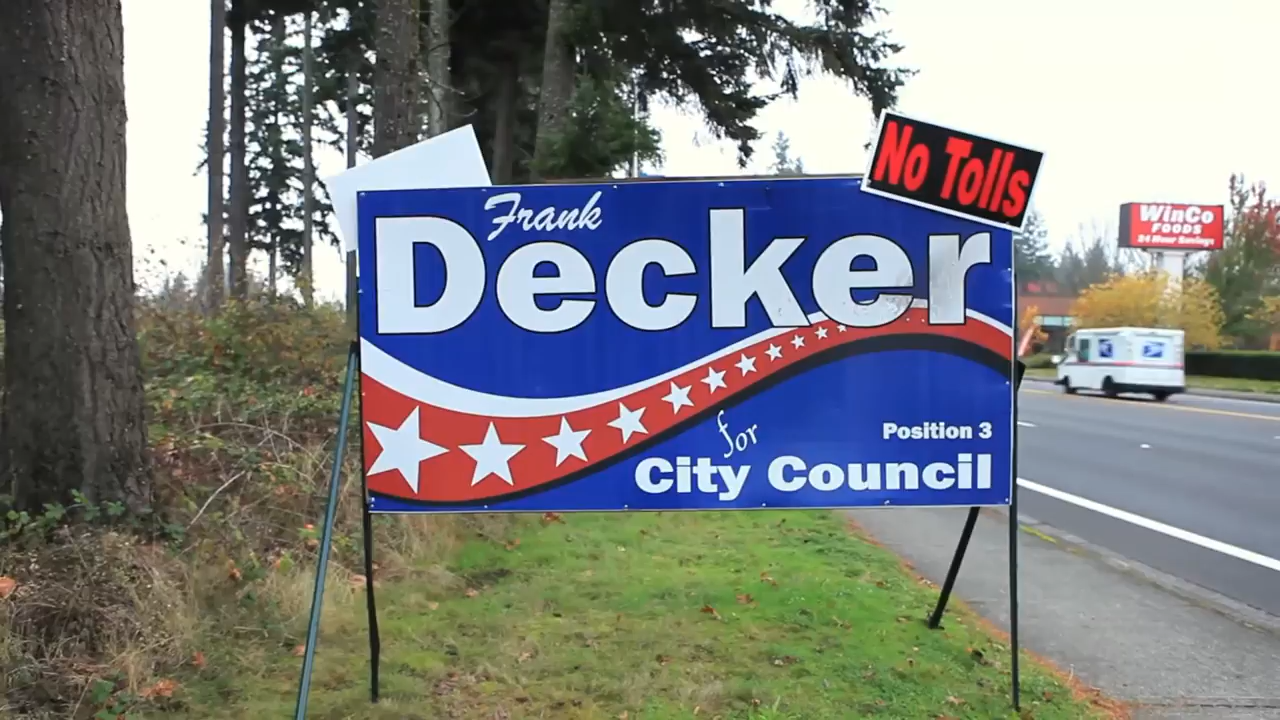 Frank
Decker
for
Position 3
City Council
No Tolls
WinCo
FOODS
24 Hour Savings